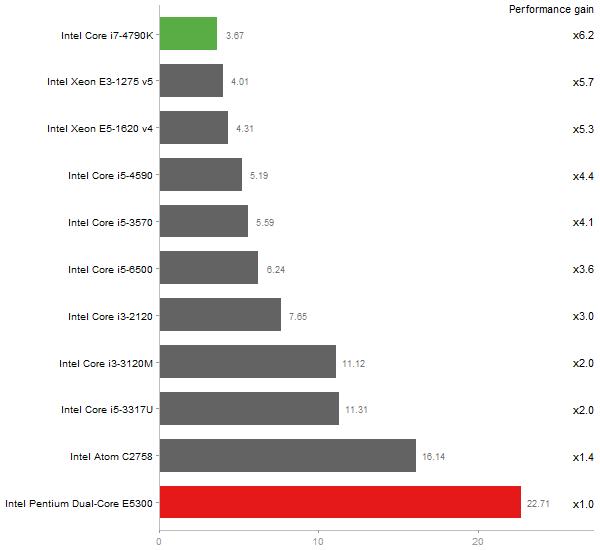 Performance gain
Intel Core i7-4790K 3.67 x6.2
Intel Xeon E3-1275 v5 4.01 x5.7
Intel Xeon E5-1620 v4 4.31 x5.3
Intel Core i5-4590 5.19 x4.4
Intel Core i5-3570 5.59 x4.1
Intel Core i5-6500 6.24 x3.6
Intel Core i3-2120 7.65 x3.0
Intel Core i3-3120M 11.12 x2.0
Intel Core i5-3317U 11.31 x2.0
Intel Atom C2758 16.14 x1.4
Intel Pentium Dual-Core E5300 22.71 x1.0
0 10 20